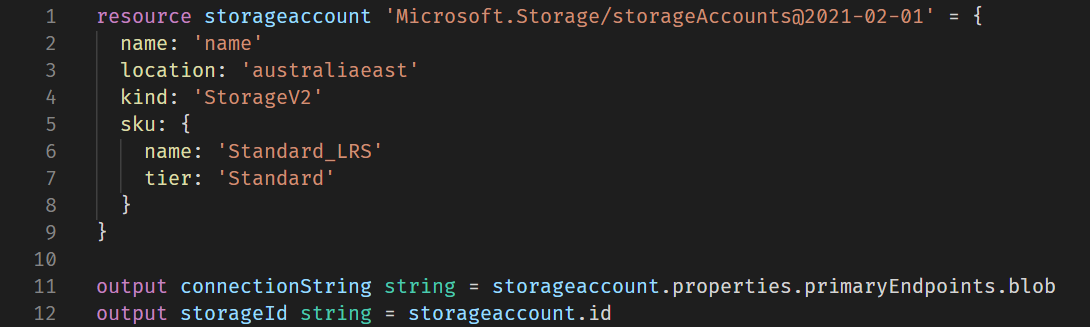 1 resource storageaccount 'Microsoft.Storage/storageAccounts@2021-02-01' = {
2   name: 'name'
3   location: 'australiaeast'
4   kind: 'StorageV2'
5   sku: {
6     name: 'Standard_LRS'
7     tier: 'Standard'
8   }
9 }
10
11 output connectionString string = storageaccount.properties.primaryEndpoints.blob
12 output storageId string = storageaccount.id